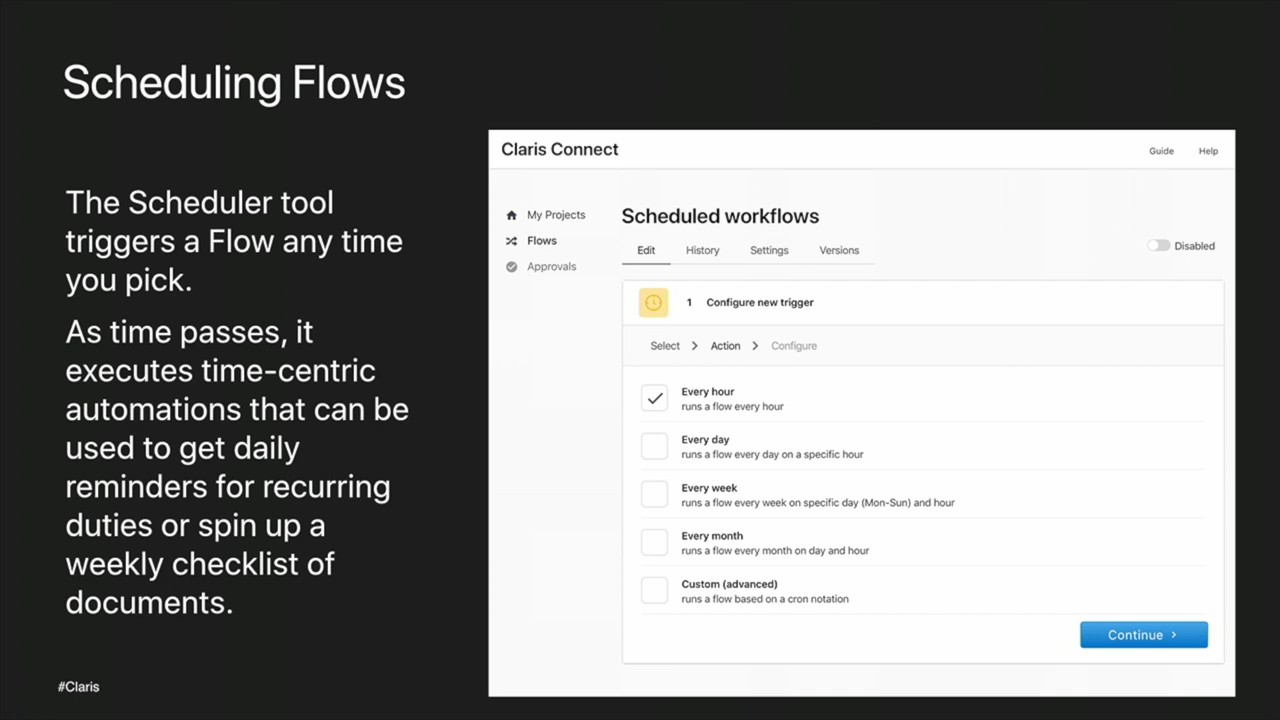 Scheduling Flows
The Scheduler tool
triggers a Flow any time
you pick.
As time passes, it
executes time-centric
automations that can be
used to get daily
reminders for recurring
duties or spin up a
weekly checklist of
documents.
#Claris
Claris Connect
Guide
Help
My Projects
Flows
Approvals
Scheduled workflows
Edit
History
Settings
Versions
Disabled
1 Configure new trigger
Select > Action > Configure
Every hour
runs a flow every hour
Every day
runs a flow every day on a specific hour
Every week
runs a flow every week on specific day (Mon-Sun) and hour
Every month
runs a flow every month on day and hour
Custom (advanced)
runs a flow based on a cron notation
Continue >